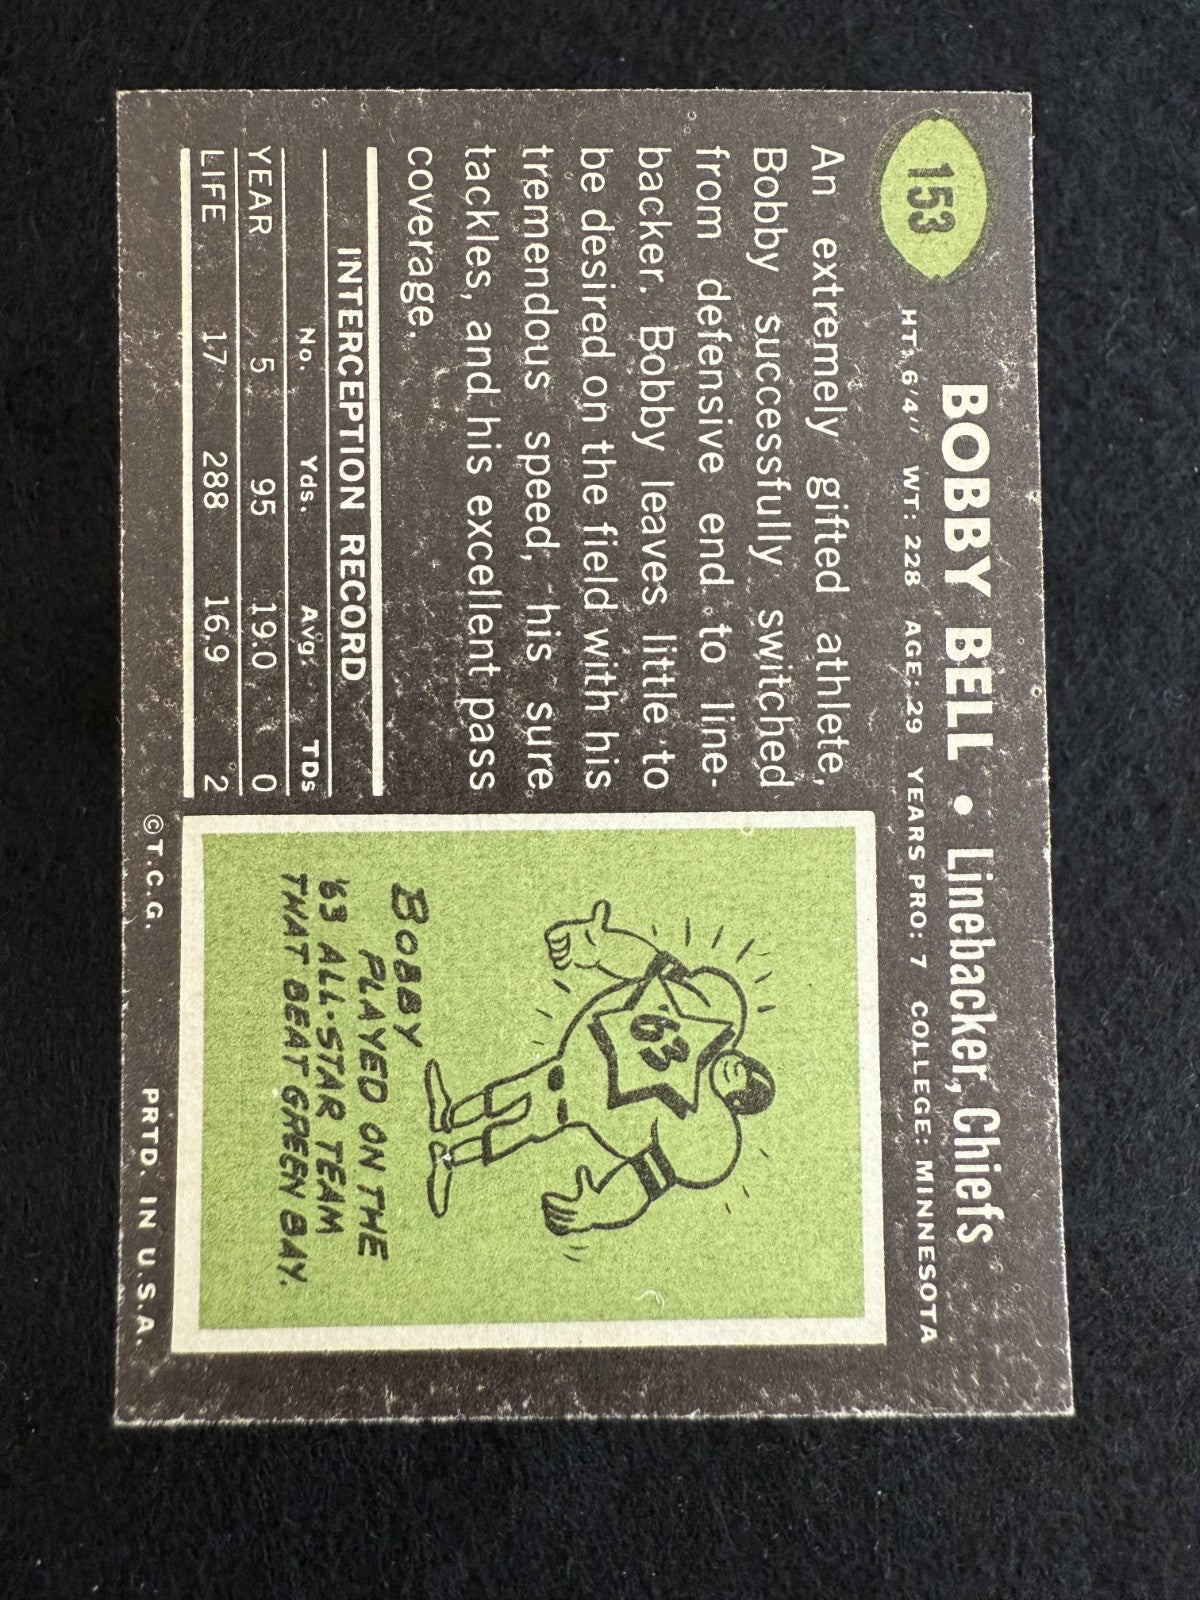 153
BOBBY BELL • Linebacker, Chiefs
HT: 6'4" WT: 228 AGE: 29 YEARS PRO: 7 COLLEGE: MINNESOTA
An extremely gifted athlete,
Bobby successfully switched
from defensive end to line-
backer. Bobby leaves little to
be desired on the field with his
tremendous speed, his sure
tackles, and his excellent pass
coverage.
INTERCEPTION RECORD
No. Yds. Avg. TDs
YEAR 5 95 19.0 0
LIFE 17 288 16.9 2
'63
BOBBY
PLAYED ON THE
'63 ALL-STAR TEAM
THAT BEAT GREEN BAY.
© T.C.G. PRTD. IN U.S.A.